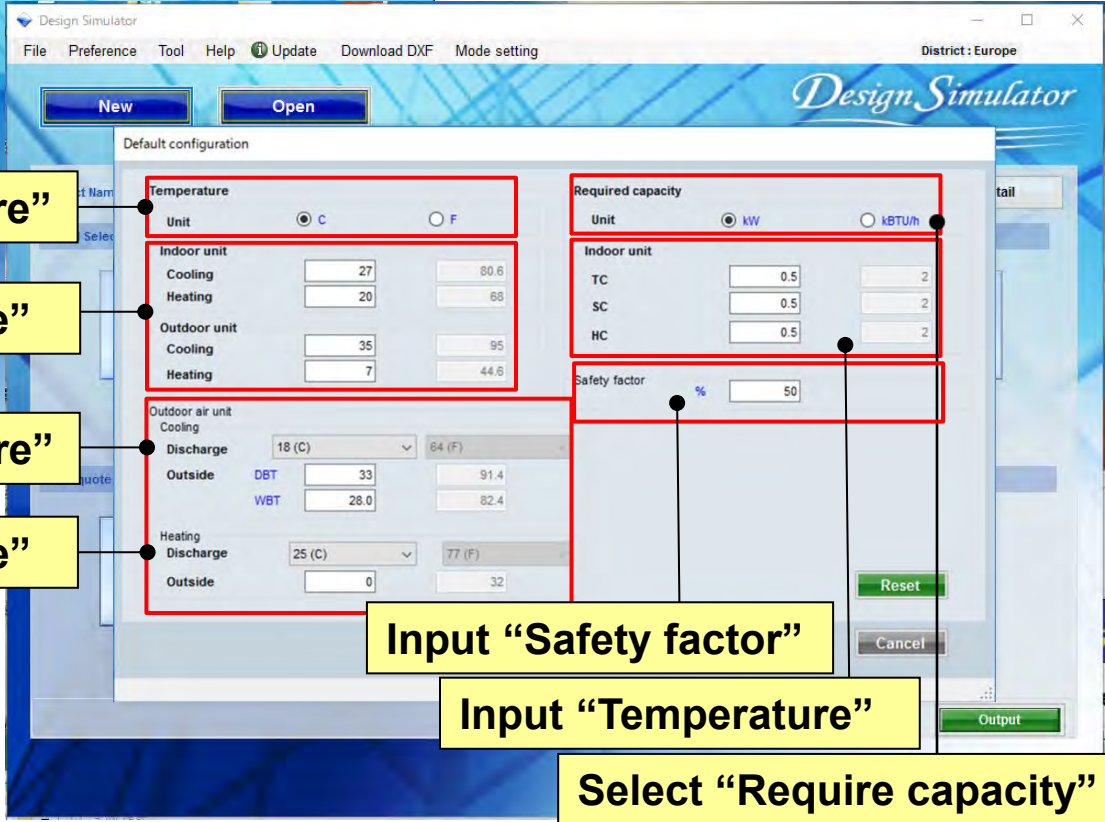 Design Simulator
File Preference Tool Help Update Download DXF Mode setting District : Europe
New Open Design Simulator
Default configuration
Temperature
Unit C F
Indoor unit
Cooling 27 80.6
Heating 20 68
Outdoor unit
Cooling 35 95
Heating 7 44.6
Outdoor air unit
Cooling
Discharge 18 (C) 64 (F)
Outside DBT 33 91.4
WBT 28.0 82.4
Heating
Discharge 25 (C) 77 (F)
Outside 0 32
Required capacity
Unit kW kBTU/h
Indoor unit
TC 0.5 2
SC 0.5 2
HC 0.5 2
Safety factor % 50
Reset
Cancel
Output
Input “Safety factor”
Input “Temperature”
Select “Require capacity”